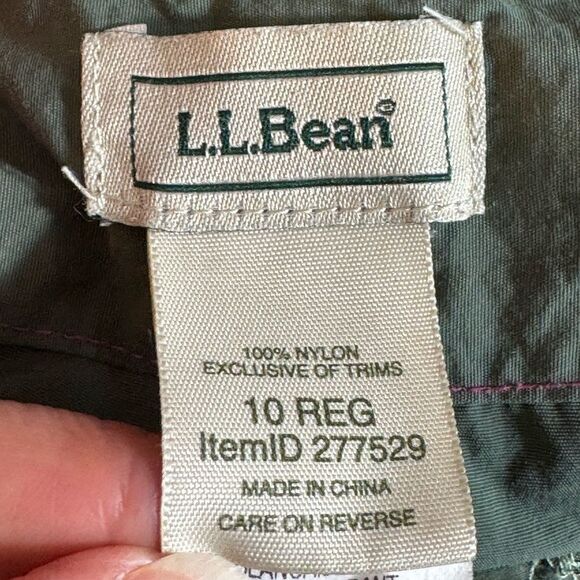 L.L.Bean®
100% NYLON
EXCLUSIVE OF TRIMS
10 REG
ItemID 277529
MADE IN CHINA
CARE ON REVERSE